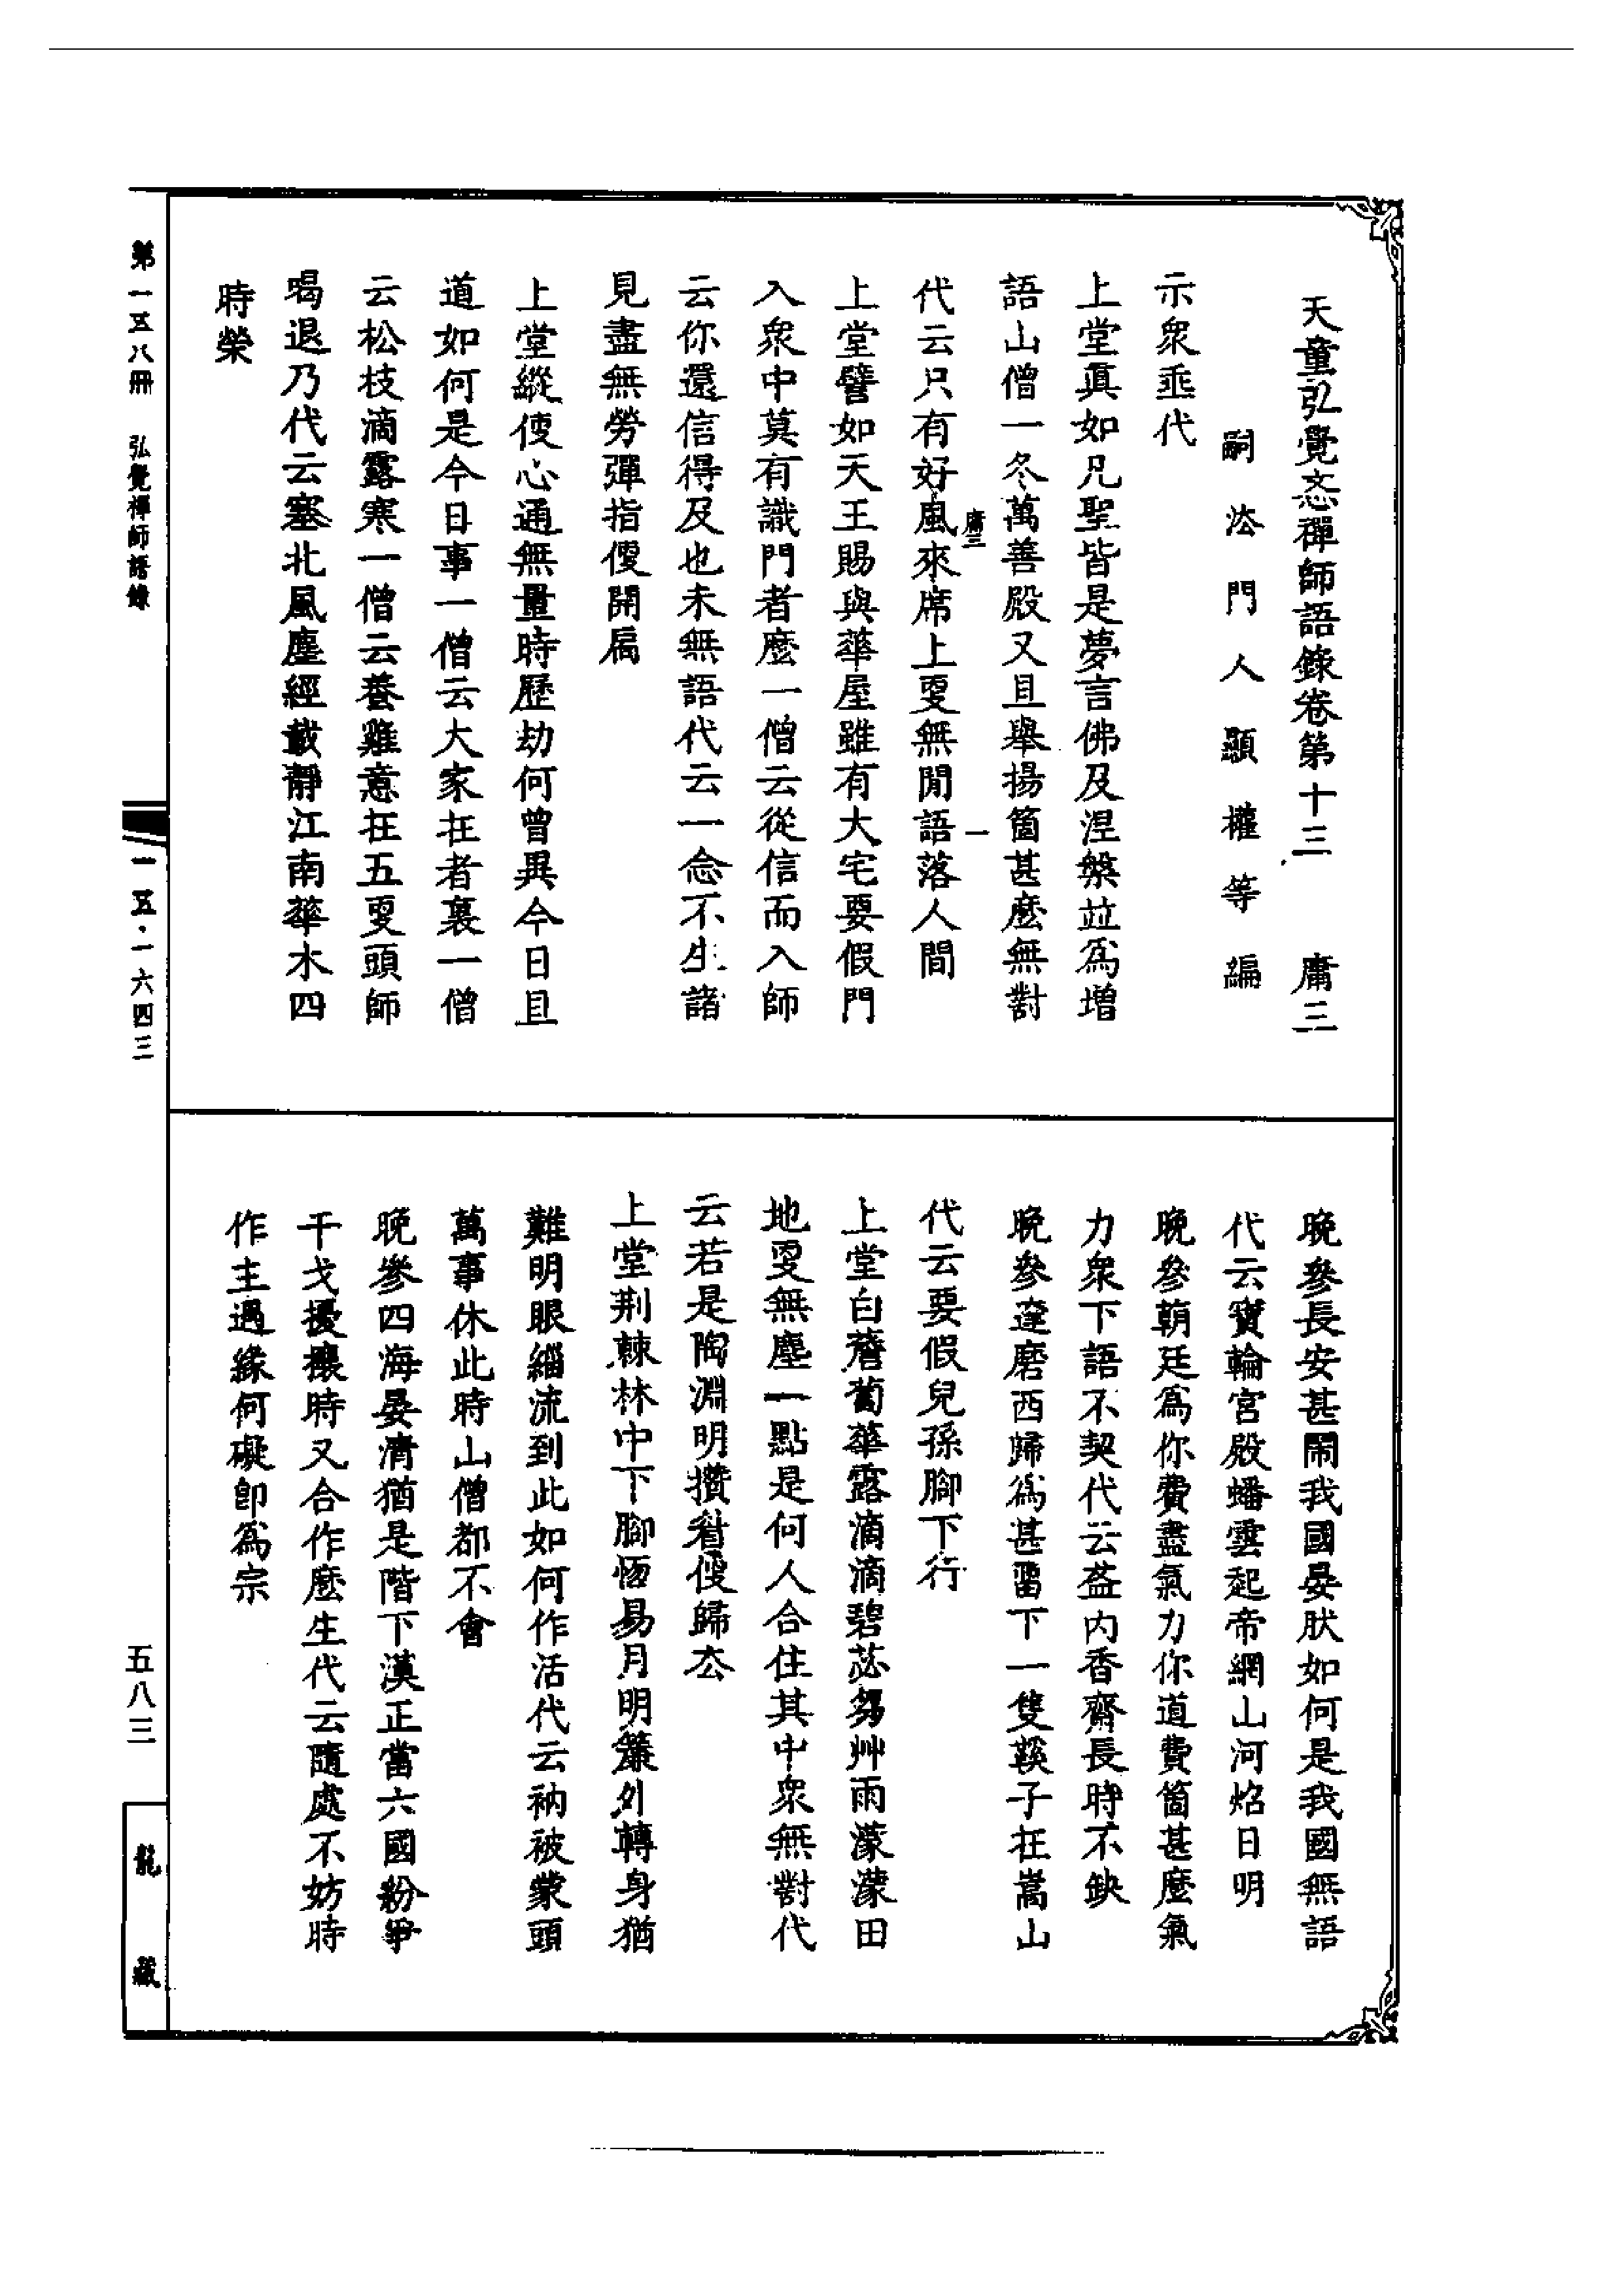 天童弘覺忞禪師語錄卷第十三　庸三
嗣法門人顯權等編
示眾垂代
上堂眞如凡聖皆是夢言佛及涅槃竝爲增
語山僧一冬萬善殿又且舉揚箇甚麼無對
庸三　一
代云只有好風來席上更無閒語落人間
上堂譬如天王賜與華屋雖有大宅要假門
入眾中莫有識門者麼一僧云從信而入師
云你還信得及也未無語代云一念不生諸
見盡無勞彈指便開扃
上堂縱使心通無量時歷劫何曾異今日且
道如何是今日事一僧云大家在者裏一僧
云松枝滴露寒一僧云養雞意在五更頭師
喝退乃代云塞北風塵經載靜江南華木四
時榮
晚參長安甚鬧我國晏肰如何是我國無語
代云寶輪宮殿蟠雲起帝網山河焰日明
晚參朝廷爲你費盡氣力你道費箇甚麼氣
力眾下語不契代云盋内香齋長時不缺
晚參達磨西歸爲甚畱下一隻鞵子在嵩山
代云要假兒孫腳下行
上堂白薝蔔華露滴滴碧苾芻艸雨濛濛田
地更無塵一點是何人合住其中眾無對代
云若是陶淵明攢眉便歸去
上堂荆棘林中下腳恆易月明簾外轉身猶
難明眼緇流到此如何作活代云衲被蒙頭
萬事休此時山僧都不會
晚參四海晏清猶是階下漢正當六國紛爭
干戈擾攘時又合作麼生代云隨處不妨時
作主遇緣何礙卽爲宗
第一五八冊　弘覺禪師語錄
一五·一六四三
五八三
龍藏